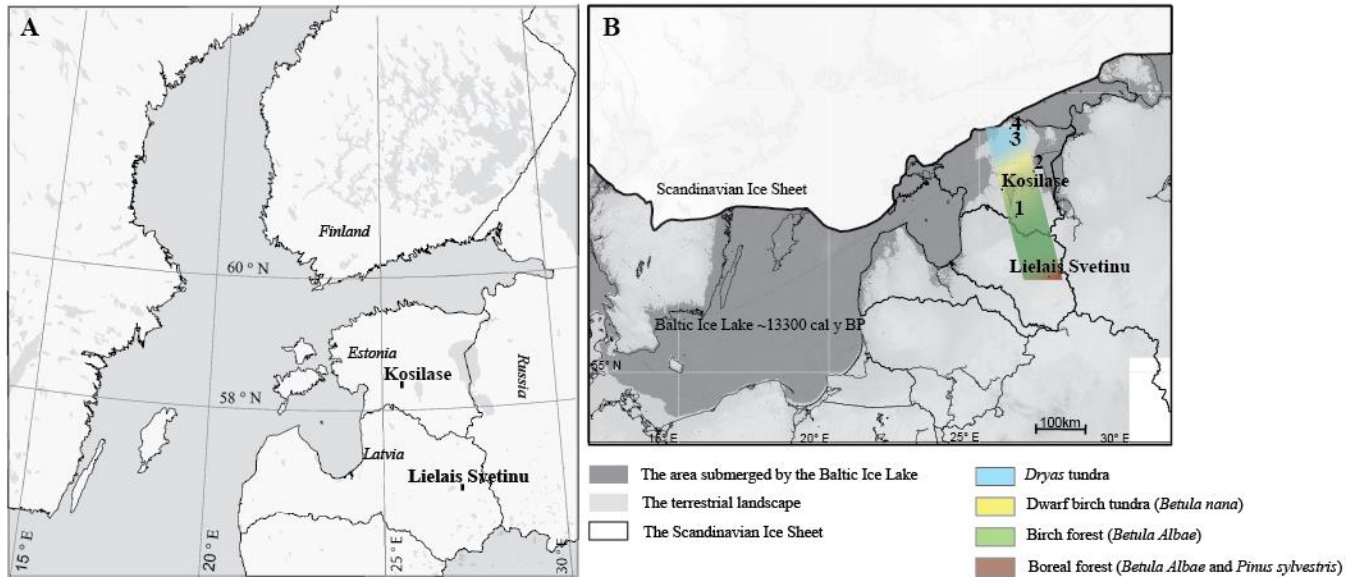 A
Finland
60 ° N
Estonia
Kosilase
Russia
58 ° N
Latvia
Lielais Svetinu
15 ° E
20 ° E
25 ° E
30 ° E
B
4
3
Scandinavian Ice Sheet
2
Kosilase
1
Lielais Svetinu
Baltic Ice Lake ~13300 cal y BP
55 ° N
100km
15 ° E
20 ° E
25 ° E
30 ° E
The area submerged by the Baltic Ice Lake
The terrestrial landscape
The Scandinavian Ice Sheet
Dryas tundra
Dwarf birch tundra (Betula nana)
Birch forest (Betula Albae)
Boreal forest (Betula Albae and Pinus sylvestris)